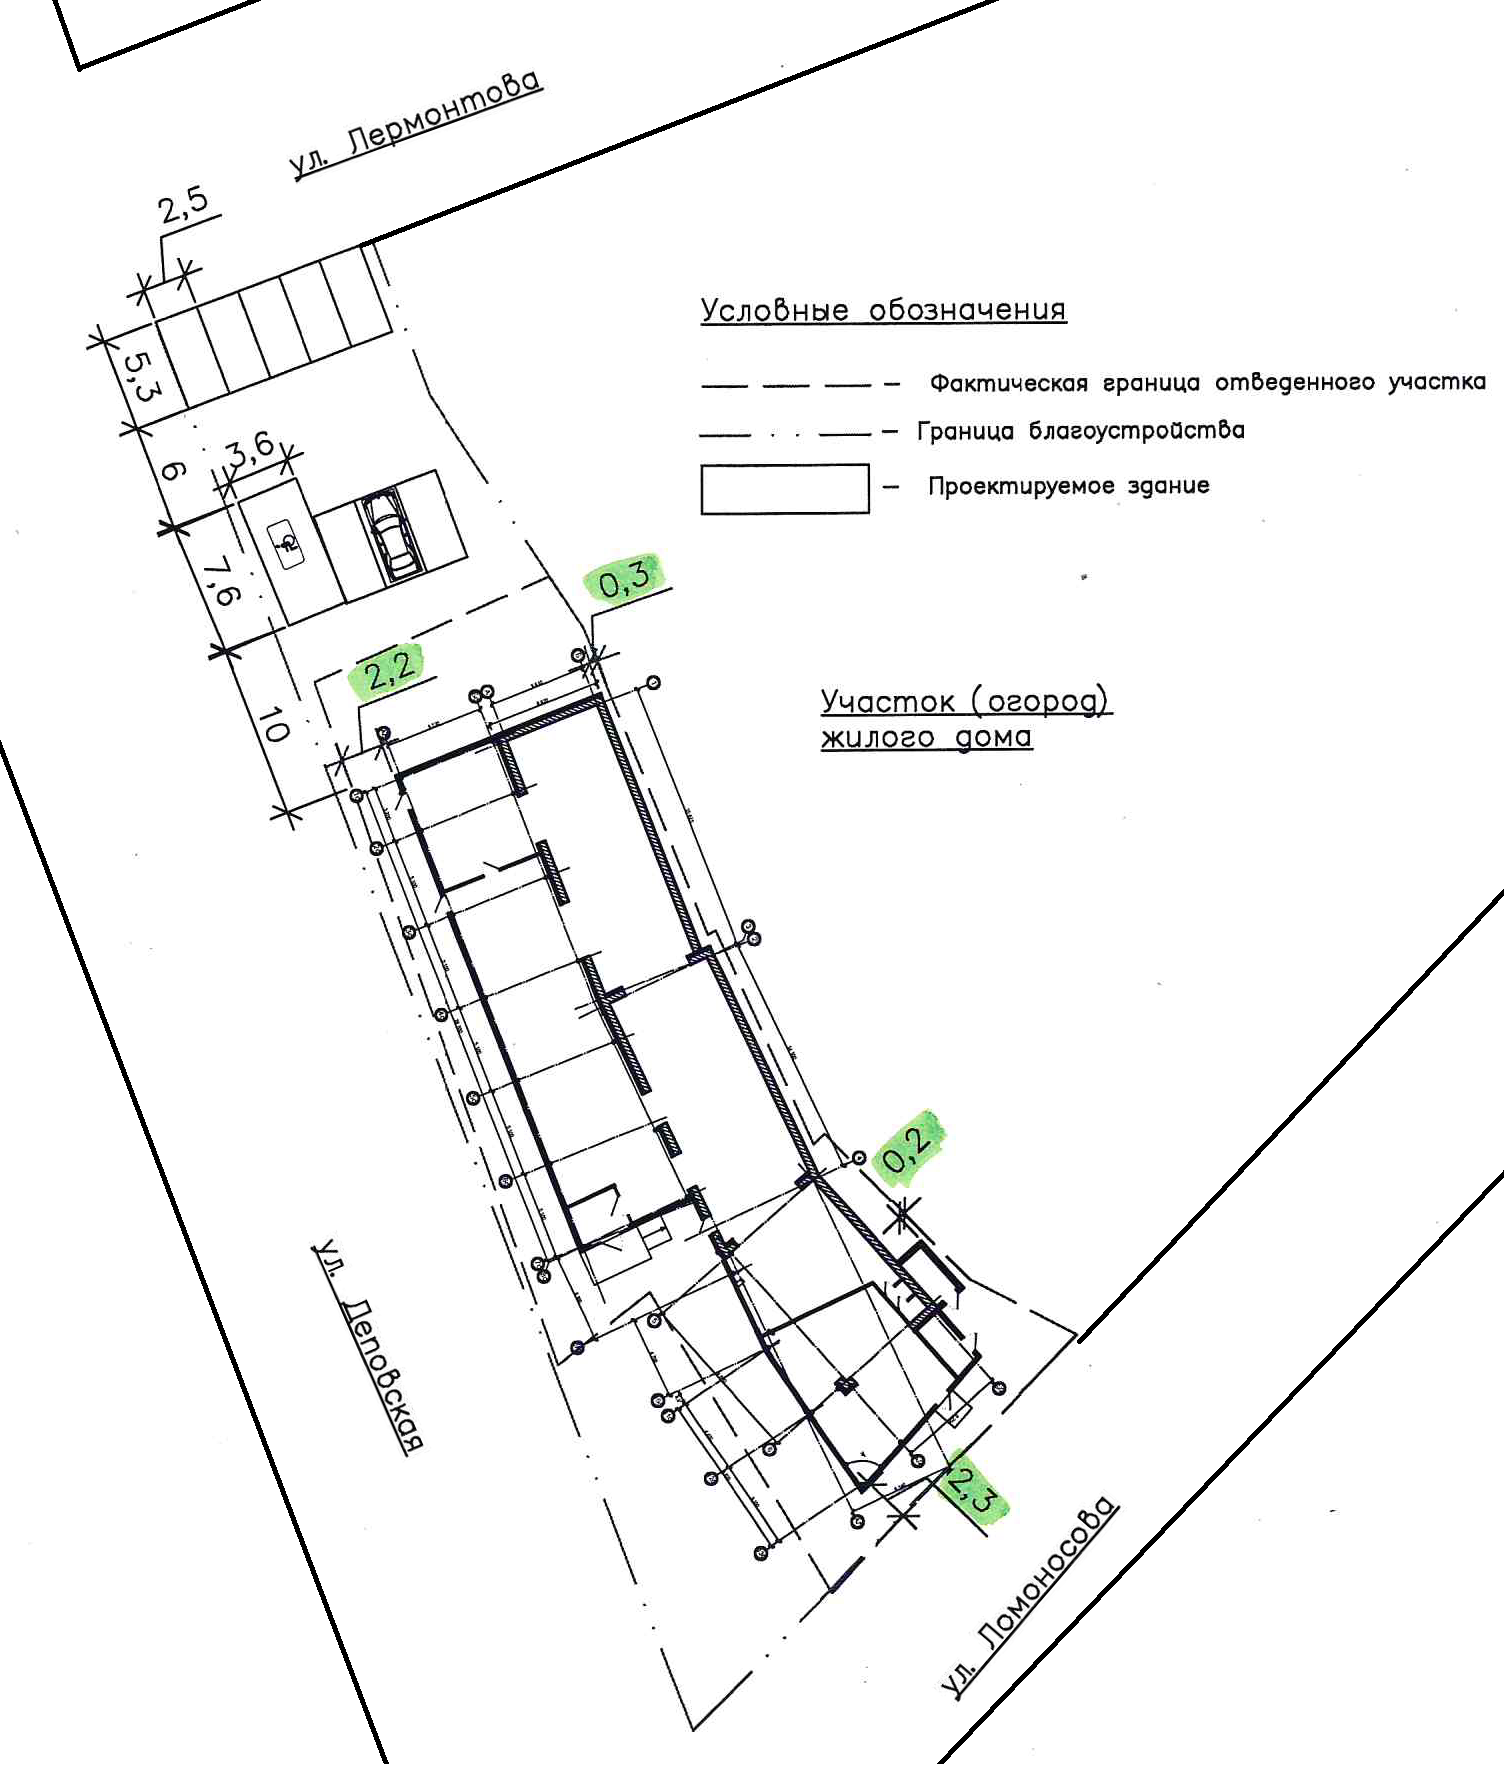 ул. Лермонтова
2,5
5,3
6
3,6
7,6
10
Условные обозначения
– Фактическая граница отведенного участка
– Граница благоустройства
– Проектируемое здание
0,3
2,2
Участок (огород)
жилого дома
0,2
ул. Деповская
2,3
ул. Ломоносова